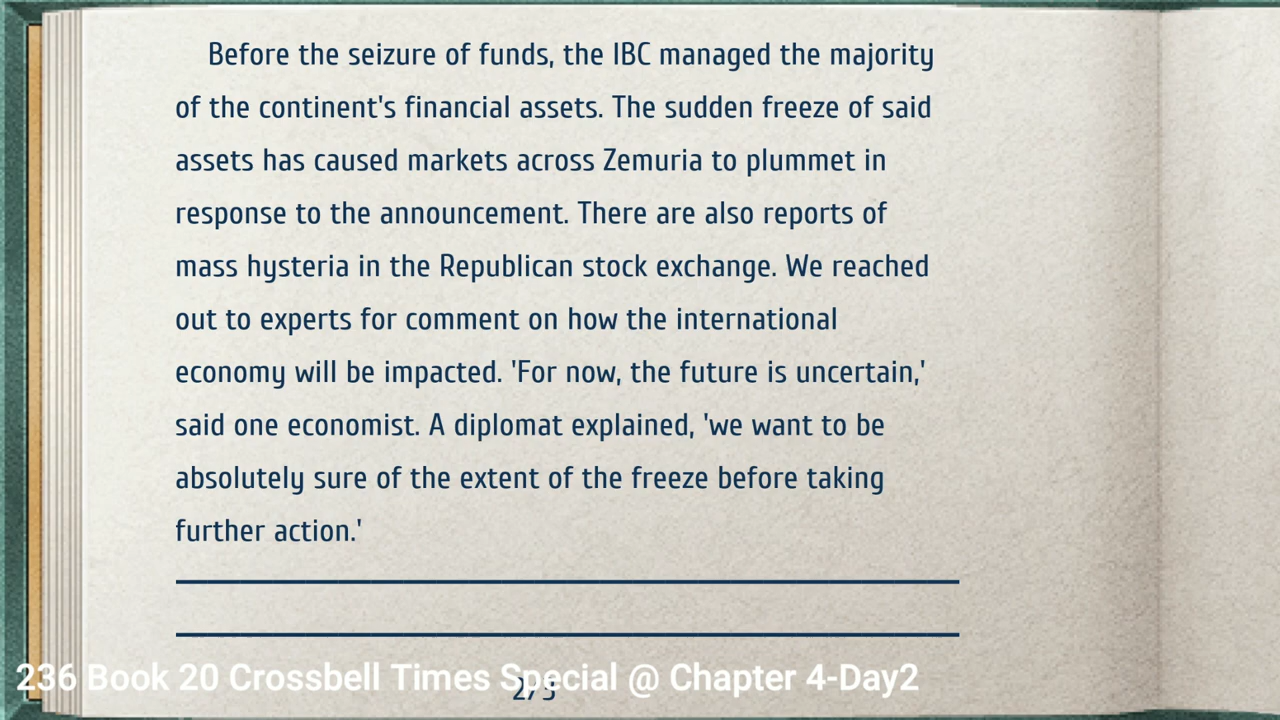 Before the seizure of funds, the IBC managed the majority
of the continent's financial assets. The sudden freeze of said
assets has caused markets across Zemuria to plummet in
response to the announcement. There are also reports of
mass hysteria in the Republican stock exchange. We reached
out to experts for comment on how the international
economy will be impacted. 'For now, the future is uncertain,'
said one economist. A diplomat explained, 'we want to be
absolutely sure of the extent of the freeze before taking
further action.'
236 Book 20 Crossbell Times Special @ Chapter 4-Day2